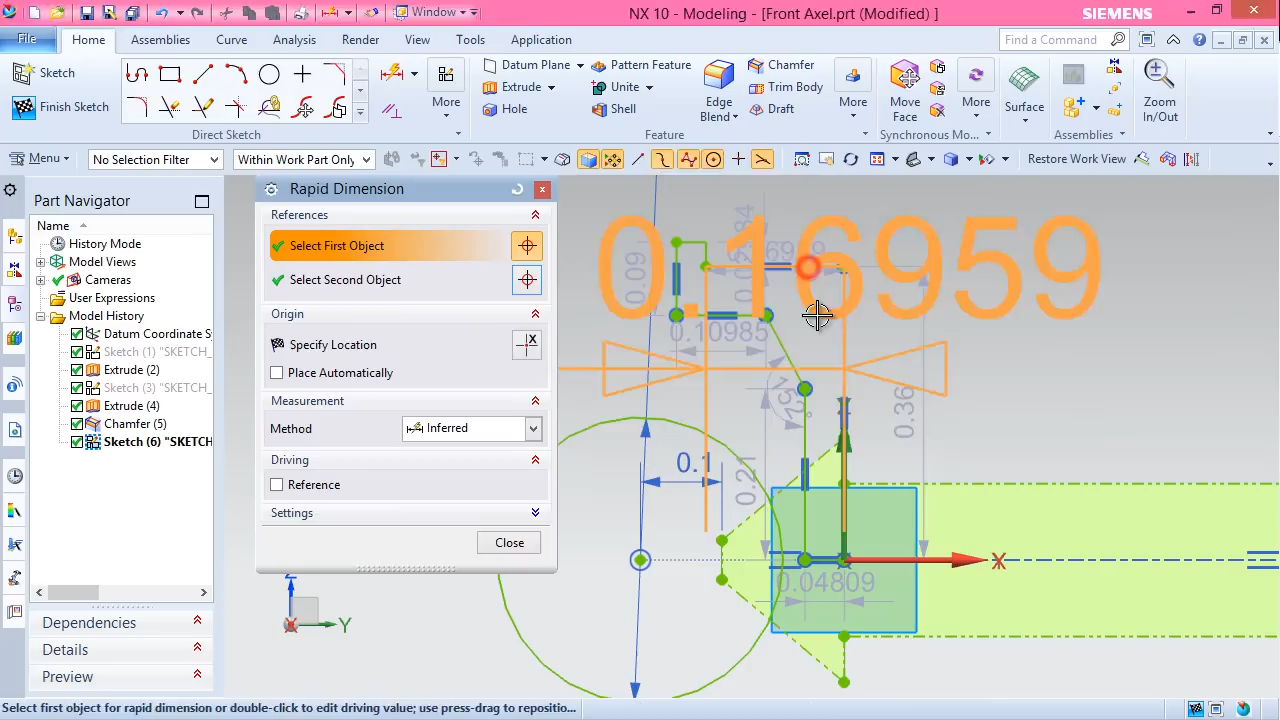 Window
NX 10 - Modeling - [Front Axel.prt (Modified) ]
SIEMENS
File
Home
Assemblies
Curve
Analysis
Render
View
Tools
Application
Find a Command
Sketch
Finish Sketch
More
Direct Sketch
Datum Plane
Extrude
Hole
Pattern Feature
Unite
Shell
Edge
Blend
Chamfer
Trim Body
Draft
More
Feature
Move
Face
More
Synchronous Mo...
Surface
Assemblies
Zoom
In/Out
Menu
No Selection Filter
Within Work Part Only
Restore Work View
Part Navigator
Name
History Mode
Model Views
Cameras
User Expressions
Model History
Datum Coordinate Sy
Sketch (1) "SKETCH_
Extrude (2)
Sketch (3) "SKETCH_
Extrude (4)
Chamfer (5)
Sketch (6) "SKETCH
Dependencies
Details
Preview
Rapid Dimension
References
Select First Object
Select Second Object
Origin
Specify Location
Place Automatically
Measurement
Method
Inferred
Driving
Reference
Settings
Close
0.16959
0.09
0.10985
0.36
0.1
0.21
0.04809
X
Z
Y
X
Select first object for rapid dimension or double-click to edit driving value; use press-drag to repositio...